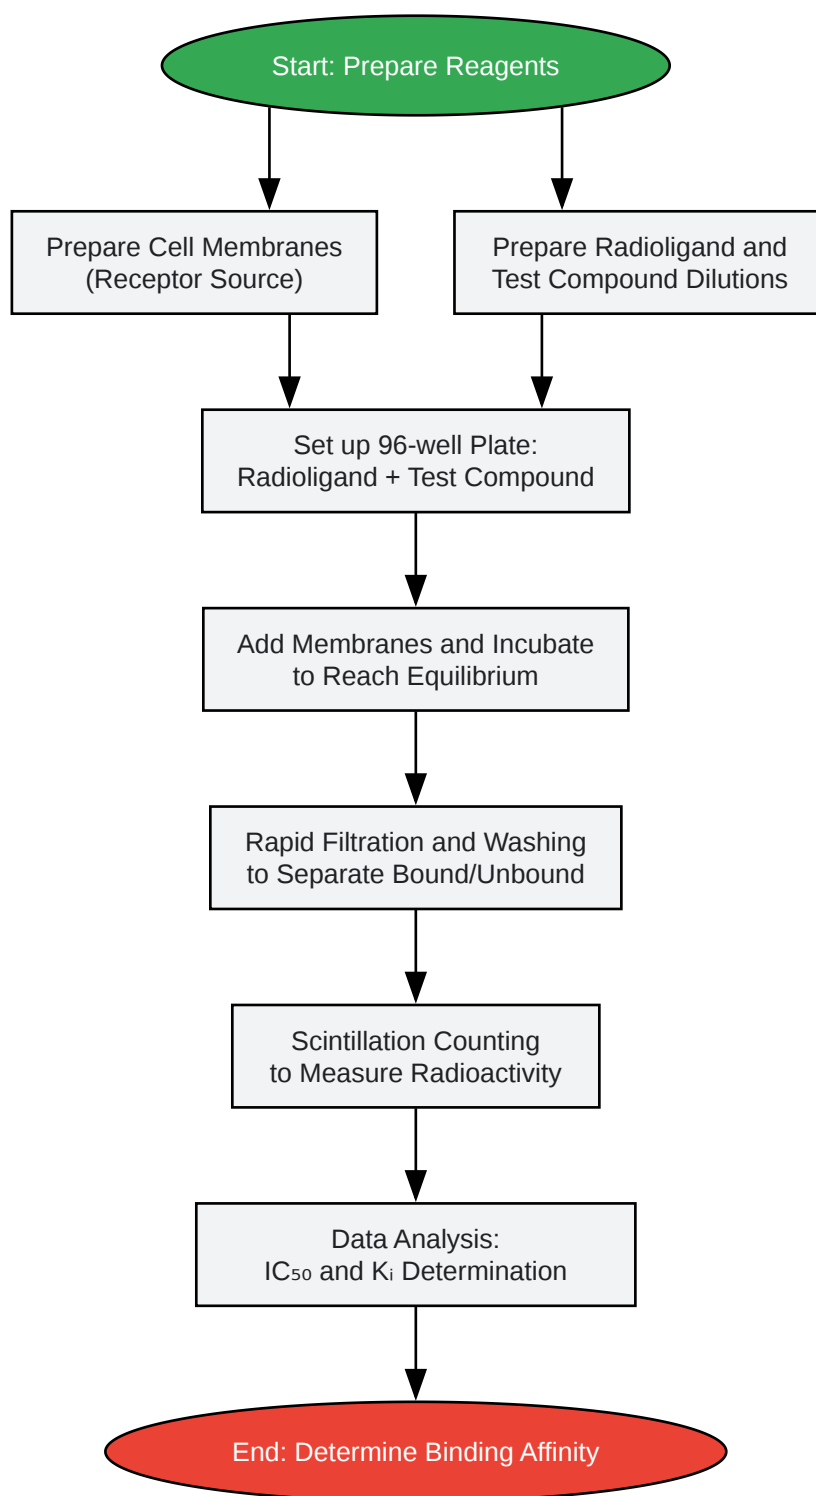 Start: Prepare Reagents
Prepare Cell Membranes
(Receptor Source)
Prepare Radioligand and
Test Compound Dilutions
Set up 96-well Plate:
Radioligand + Test Compound
Add Membranes and Incubate
to Reach Equilibrium
Rapid Filtration and Washing
to Separate Bound/Unbound
Scintillation Counting
to Measure Radioactivity
Data Analysis:
IC₅₀ and Kᵢ Determination
End: Determine Binding Affinity